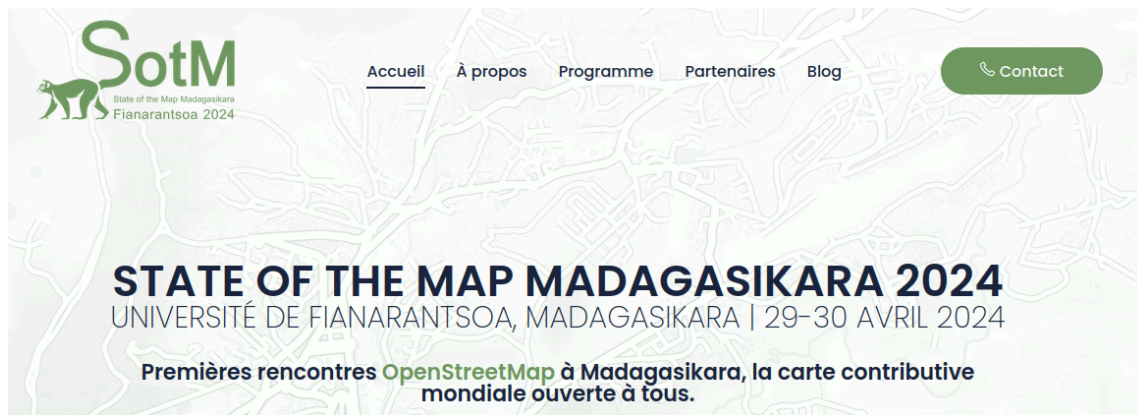 SotM
State of the Map Madagasikara
Fianarantsoa 2024
Accueil À propos Programme Partenaires Blog Contact
STATE OF THE MAP MADAGASIKARA 2024
UNIVERSITÉ DE FIANARANTSOA, MADAGASIKARA | 29-30 AVRIL 2024
Premières rencontres OpenStreetMap à Madagasikara, la carte contributive
mondiale ouverte à tous.